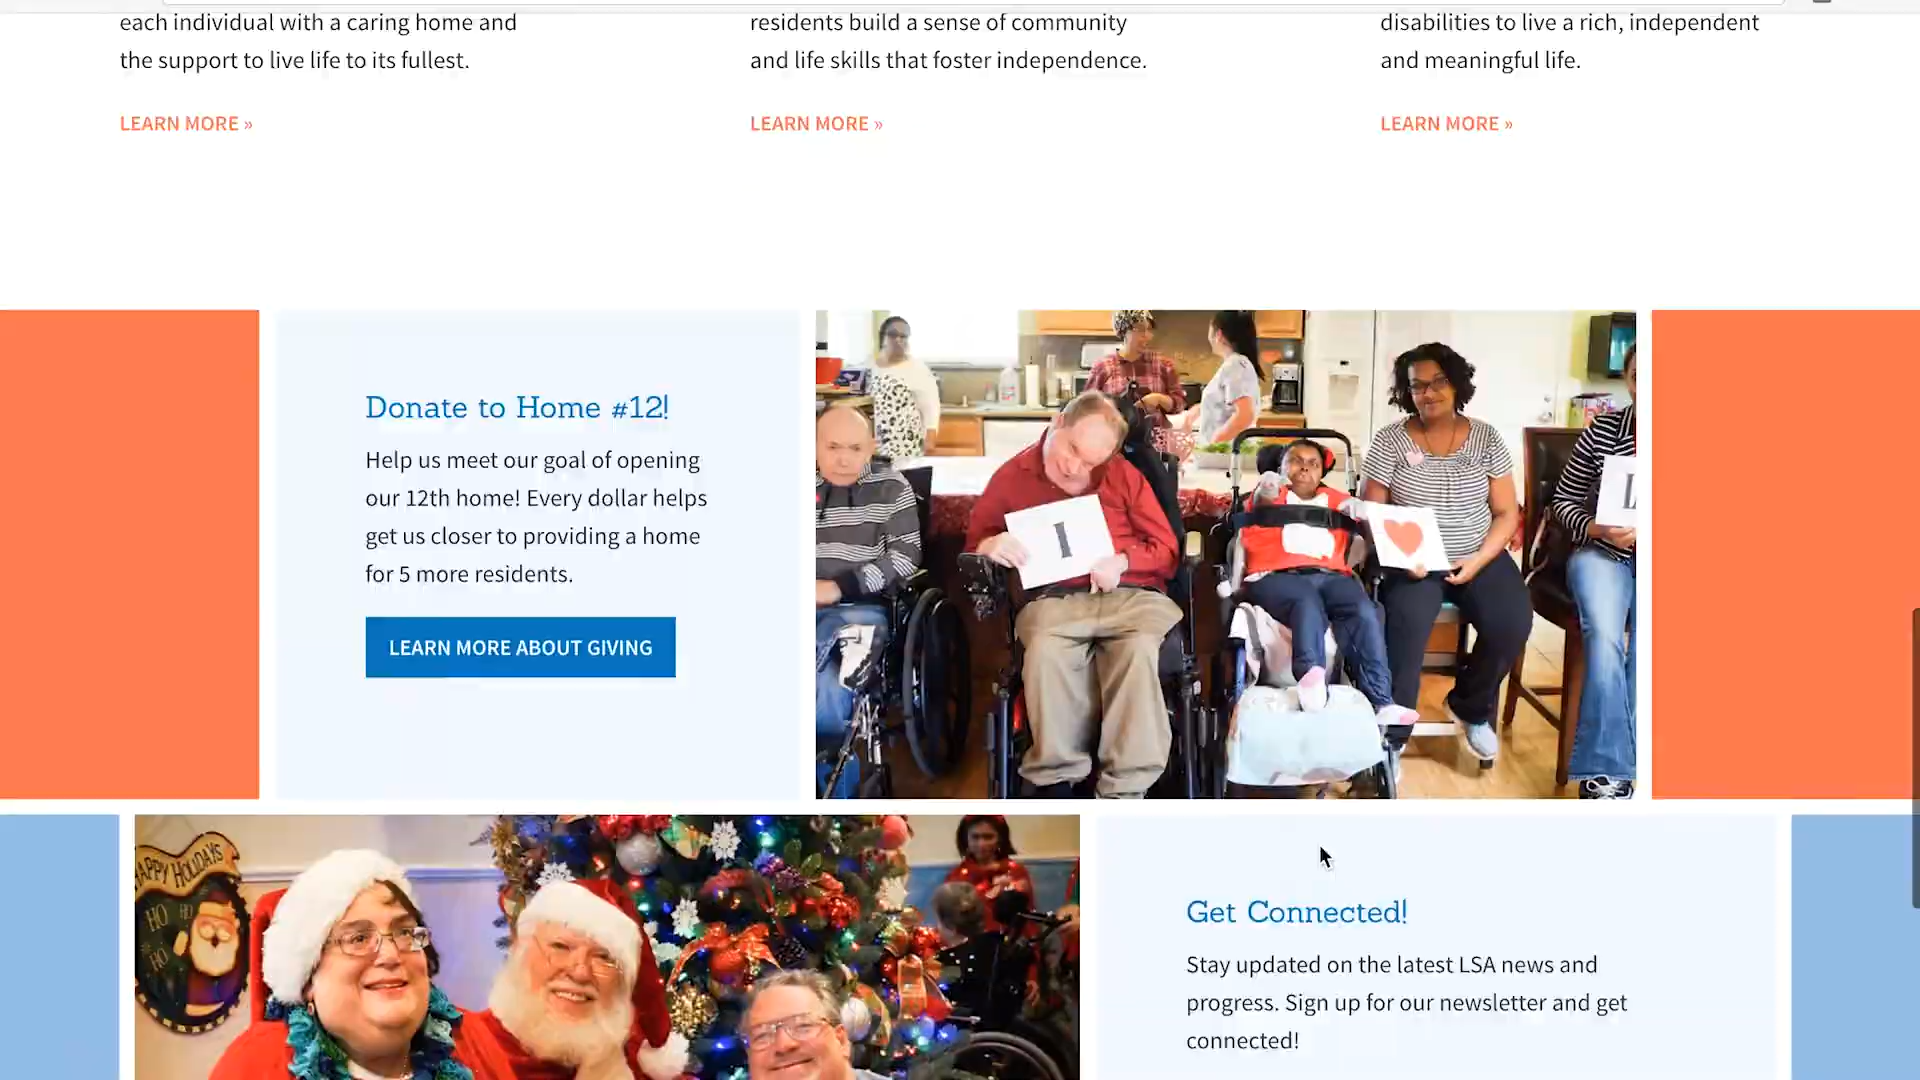 each individual with a caring home and
the support to live life to its fullest.
LEARN MORE »
residents build a sense of community
and life skills that foster independence.
LEARN MORE »
disabilities to live a rich, independent
and meaningful life.
LEARN MORE »
Donate to Home #12!
Help us meet our goal of opening
our 12th home! Every dollar helps
get us closer to providing a home
for 5 more residents.
LEARN MORE ABOUT GIVING
I
HAPPY HOLIDAYS
HO
HO
HO
Get Connected!
Stay updated on the latest LSA news and
progress. Sign up for our newsletter and get
connected!